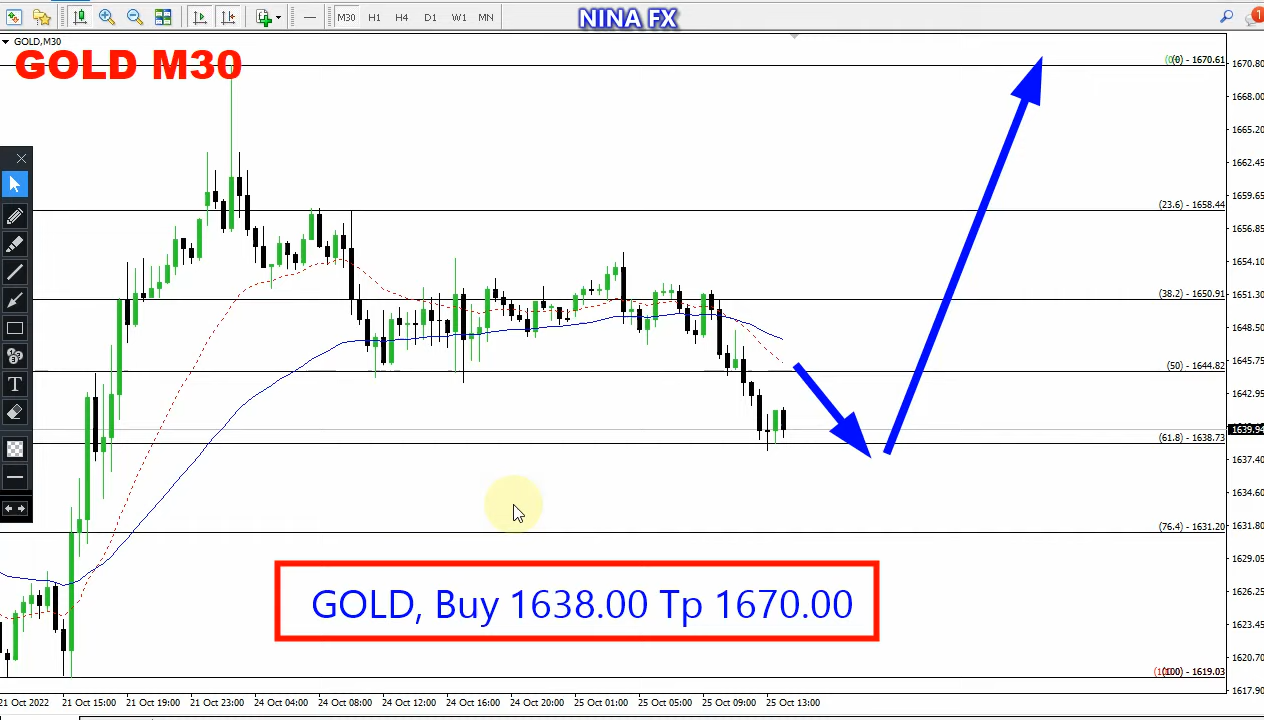 M30 H1 H4 D1 W1 MN
NINA FX
1
GOLD,M30
GOLD M30
(0) - 1670.61
1670.80
1668.00
1665.20
1662.45
1659.65
(23.6) - 1658.44
1656.85
1654.10
1651.30
(38.2) - 1650.91
1648.50
1645.75
(50) - 1644.82
1642.95
1639.94
(61.8) - 1638.73
1637.40
1634.60
1631.80
(76.4) - 1631.20
1629.05
1626.25
1623.45
1620.70
(100) - 1619.03
1617.90
T
GOLD, Buy 1638.00 Tp 1670.00
21 Oct 2022 21 Oct 15:00 21 Oct 19:00 21 Oct 23:00 24 Oct 04:00 24 Oct 08:00 24 Oct 12:00 24 Oct 16:00 24 Oct 20:00 25 Oct 01:00 25 Oct 05:00 25 Oct 09:00 25 Oct 13:00